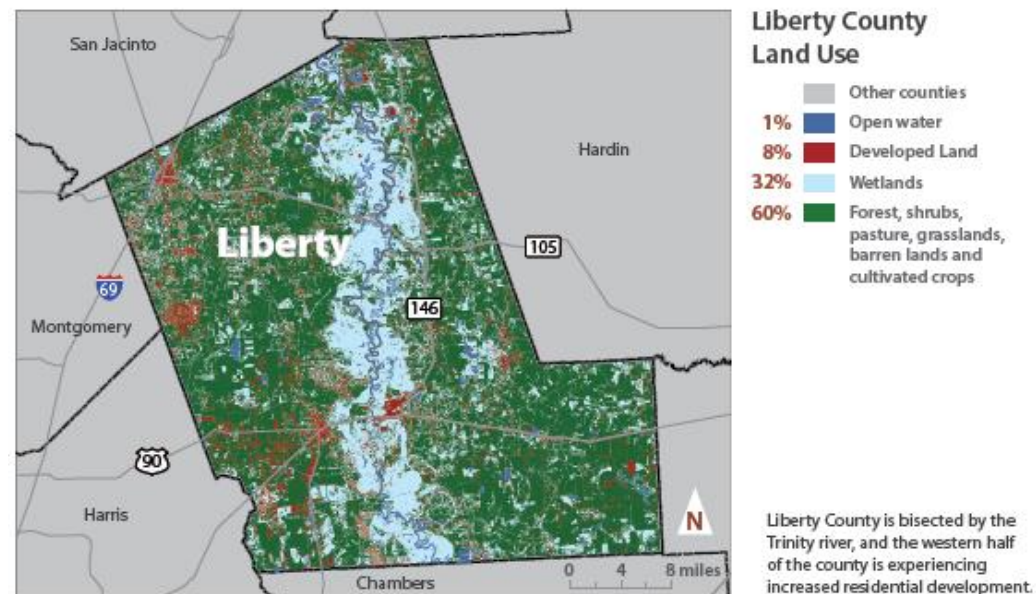 San Jacinto
Hardin
Liberty
105
69
146
Montgomery
90
Harris
N
Chambers
0 4 8 miles
Liberty County
Land Use
Other counties
1% Open water
8% Developed Land
32% Wetlands
60% Forest, shrubs,
pasture, grasslands,
barren lands and
cultivated crops
Liberty County is bisected by the
Trinity river, and the western half
of the county is experiencing
increased residential development.